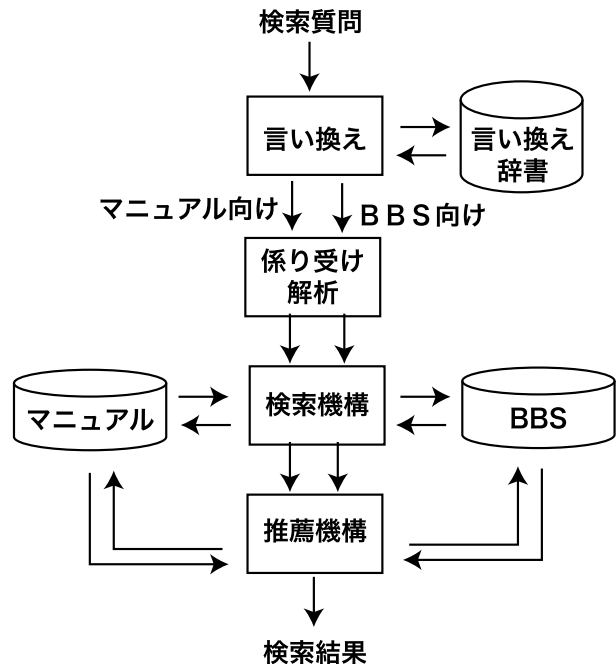 検索質問
言い換え
言い換え
辞書
マニュアル向け
ＢＢＳ向け
係り受け
解析
マニュアル
検索機構
BBS
推薦機構
検索結果